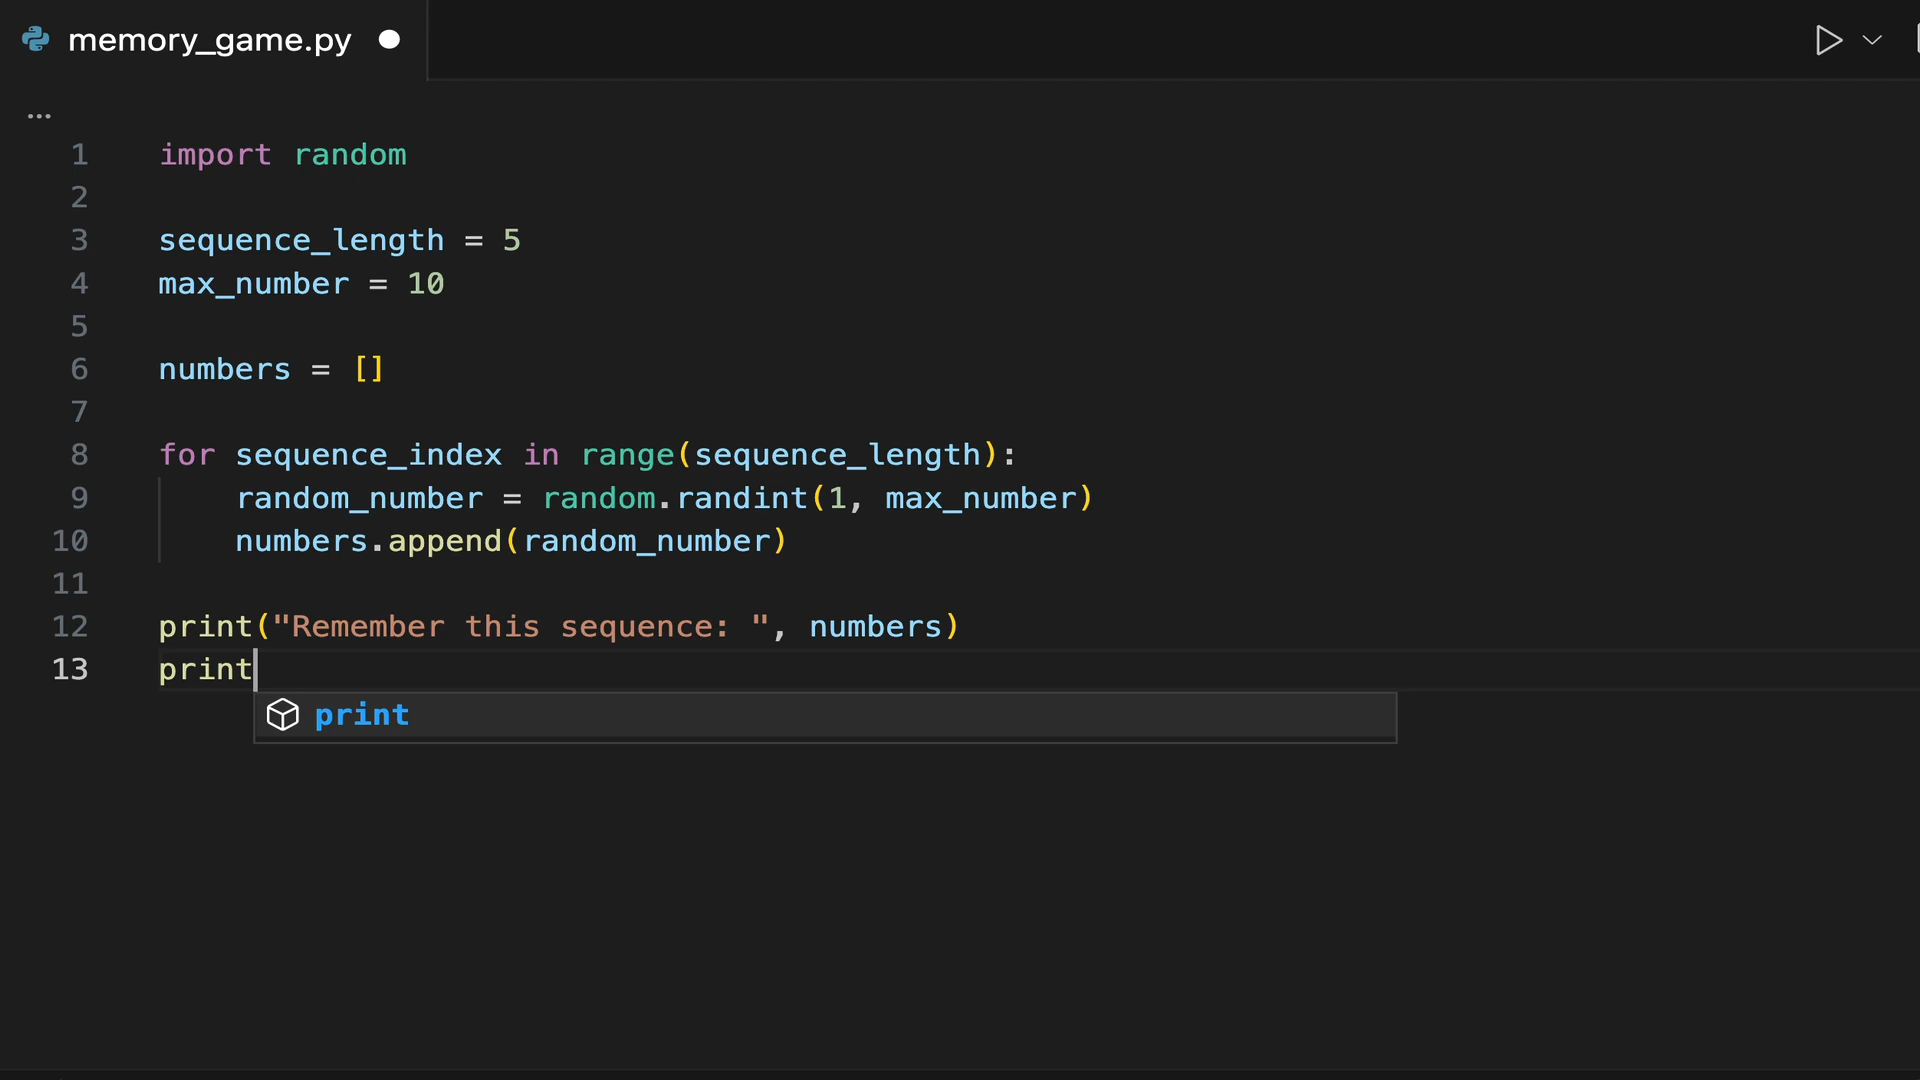 memory_game.py
...
1 import random
2
3 sequence_length = 5
4 max_number = 10
5
6 numbers = []
7
8 for sequence_index in range(sequence_length):
9     random_number = random.randint(1, max_number)
10     numbers.append(random_number)
11
12 print("Remember this sequence: ", numbers)
13 print
print